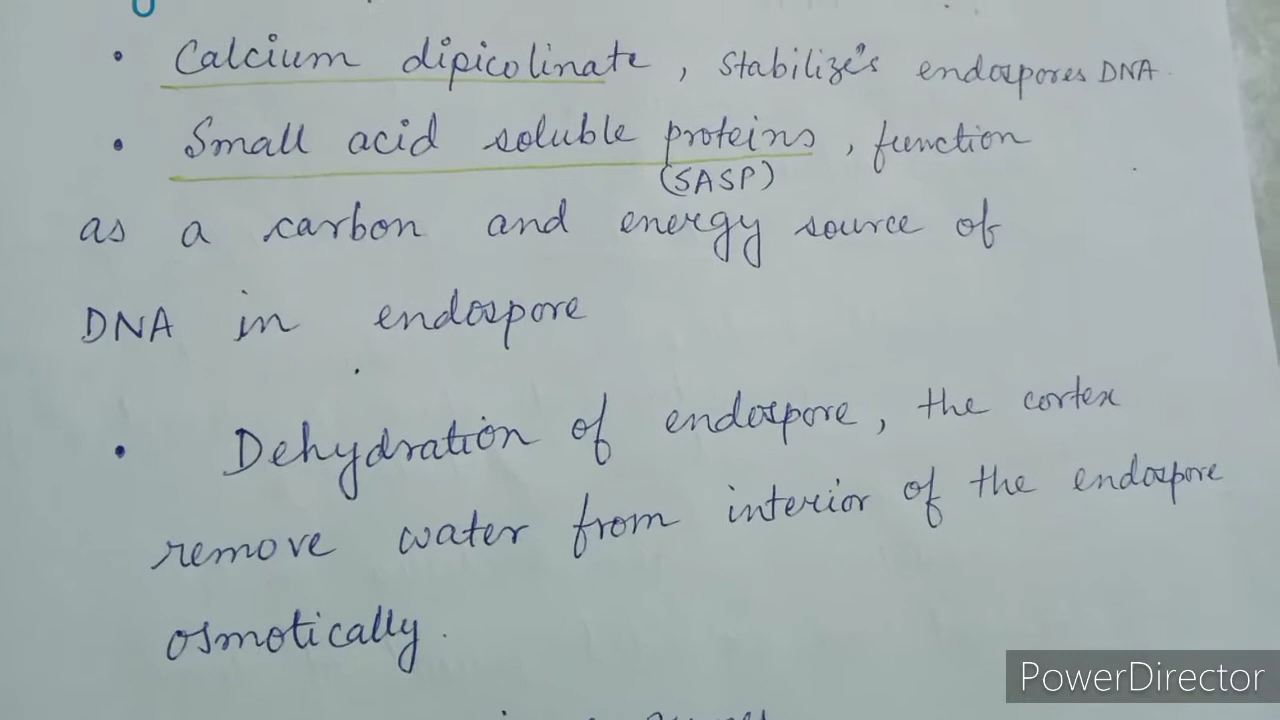 • Calcium dipicolinate, stabilize's endospores DNA.
• Small acid soluble proteins, function
(SASP)
as a carbon and energy source of
DNA in endospore
• Dehydration of endospore, the cortex
remove water from interior of the endospore
osmotically.
PowerDirector